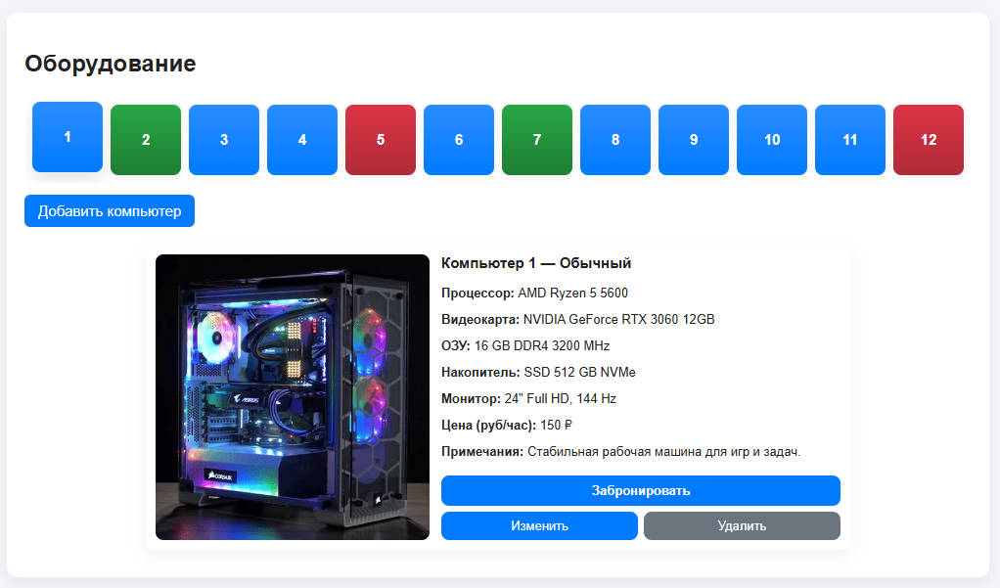 Оборудование
1 2 3 4 5 6 7 8 9 10 11 12
Добавить компьютер
Компьютер 1 — Обычный
Процессор: AMD Ryzen 5 5600
Видеокарта: NVIDIA GeForce RTX 3060 12GB
ОЗУ: 16 GB DDR4 3200 MHz
Накопитель: SSD 512 GB NVMe
Монитор: 24" Full HD, 144 Hz
Цена (руб/час): 150 ₽
Примечания: Стабильная рабочая машина для игр и задач.
AORUS
CORSAIR
Забронировать
Изменить Удалить